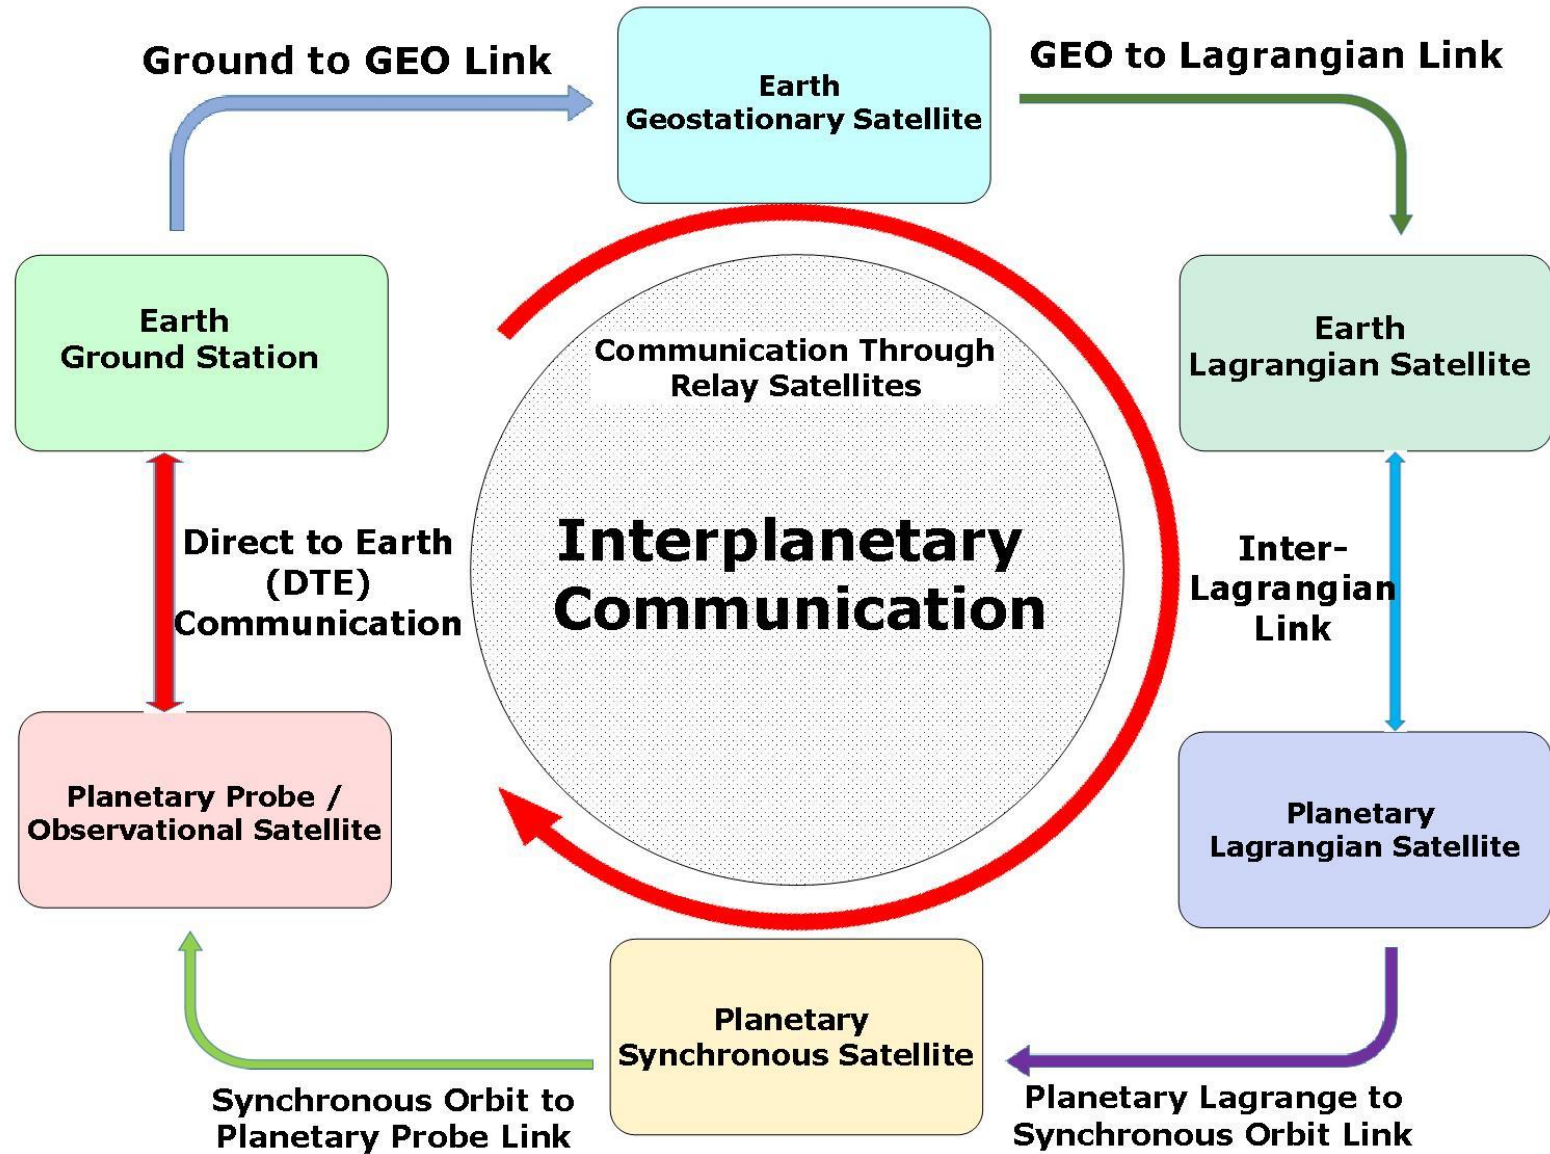 Ground to GEO Link
Earth
Geostationary Satellite
GEO to Lagrangian Link
Earth
Ground Station
Communication Through
Relay Satellites
Earth
Lagrangian Satellite
Interplanetary
Communication
Direct to Earth
(DTE)
Communication
Inter-
Lagrangian
Link
Planetary Probe /
Observational Satellite
Planetary
Lagrangian Satellite
Planetary
Synchronous Satellite
Synchronous Orbit to
Planetary Probe Link
Planetary Lagrange to
Synchronous Orbit Link